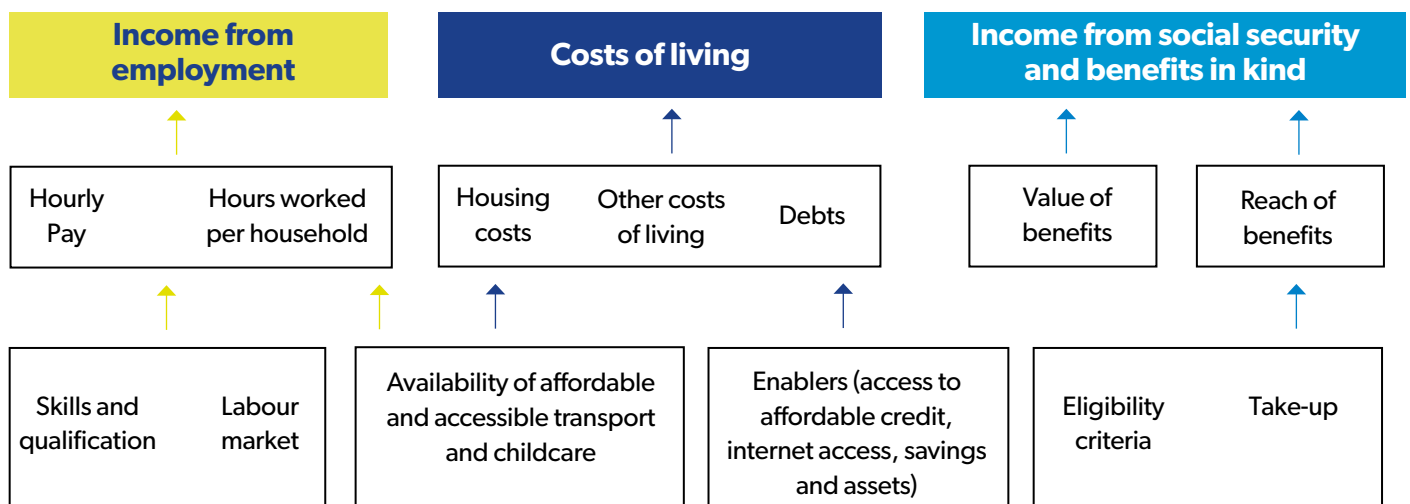 Income from
employment
Costs of living
Income from social security
and benefits in kind
Hourly
Pay
Hours worked
per household
Housing
costs
Other costs
of living
Debts
Value of
benefits
Reach of
benefits
Skills and
qualification
Labour
market
Availability of affordable
and accessible transport
and childcare
Enablers (access to
affordable credit,
internet access, savings
and assets)
Eligibility
criteria
Take-up